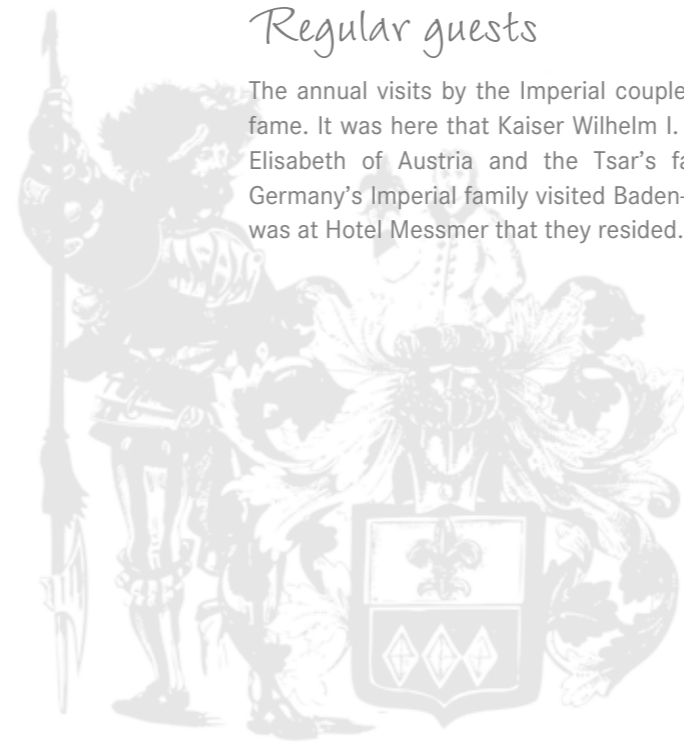 Regular guests
The annual visits by the Imperial couple
fame. It was here that Kaiser Wilhelm I.
Elisabeth of Austria and the Tsar's fa
Germany's Imperial family visited Baden-
was at Hotel Messmer that they resided.